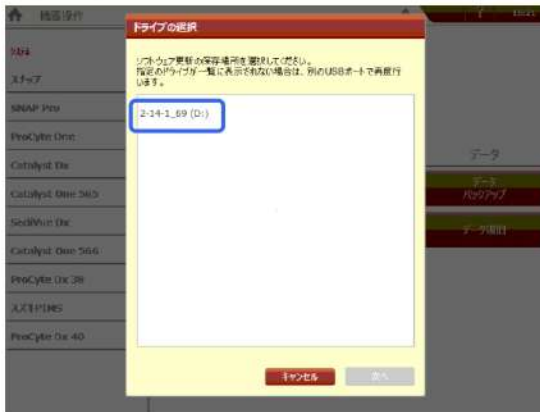 機器操作
ドライブの選択
ソフトウェア更新の保存場所を選択してください。
指定のドライブが一覧に表示されない場合は、別のUSBポートで再度行
います。
2-14-1_69 (D:)
スナップ
SNAP Pro
ProCyte One
Catalyst Dx
Catalyst One 565
SediVue Dx
Catalyst One 566
ProCyte Dx 38
ProCyte Dx 40
データ
データ
バックアップ
データ復旧
キャンセル
次へ